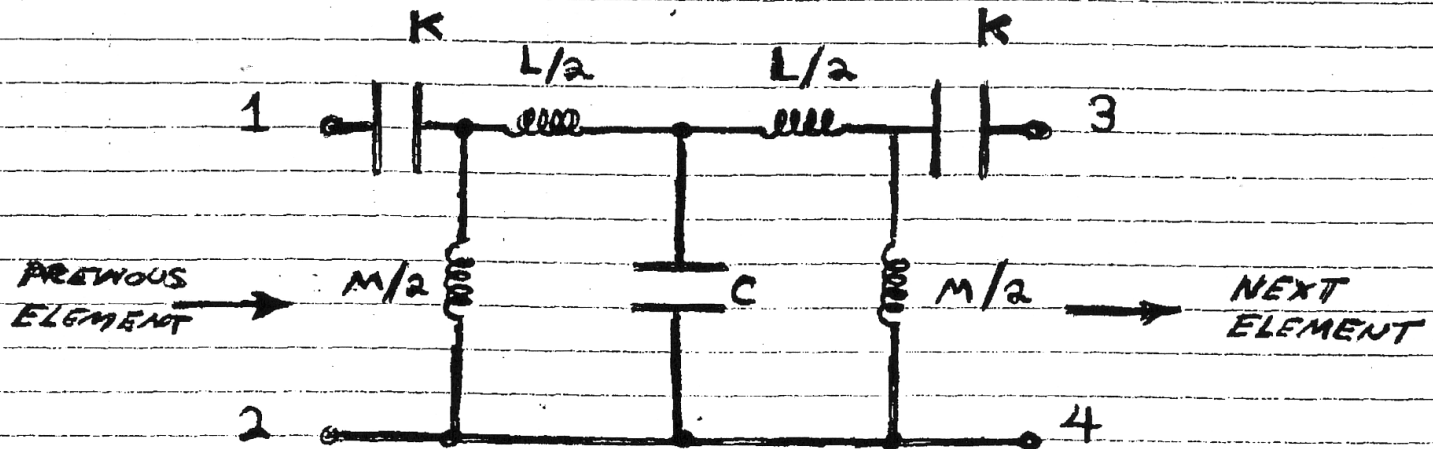 K K
L/2 L/2
1 3
PREVIOUS
ELEMENT
M/2 C M/2
NEXT
ELEMENT
2 4